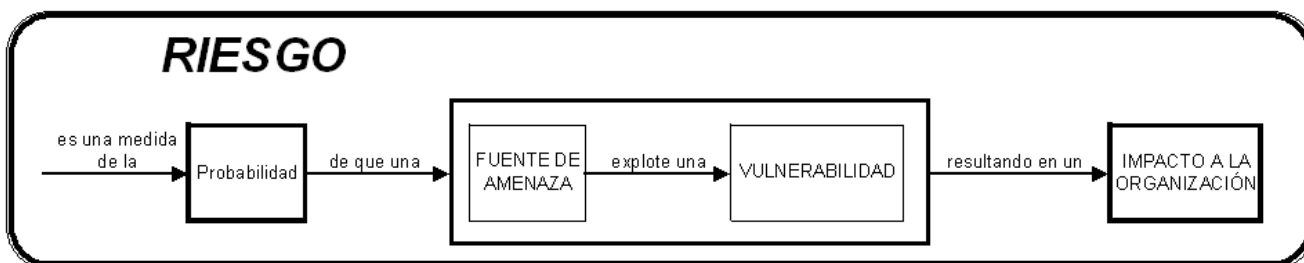 RIESGO
es una medida
de la
Probabilidad
de que una
FUENTE DE
AMENAZA
explote una
VULNERABILIDAD
resultando en un
IMPACTO A LA
ORGANIZACIÓN